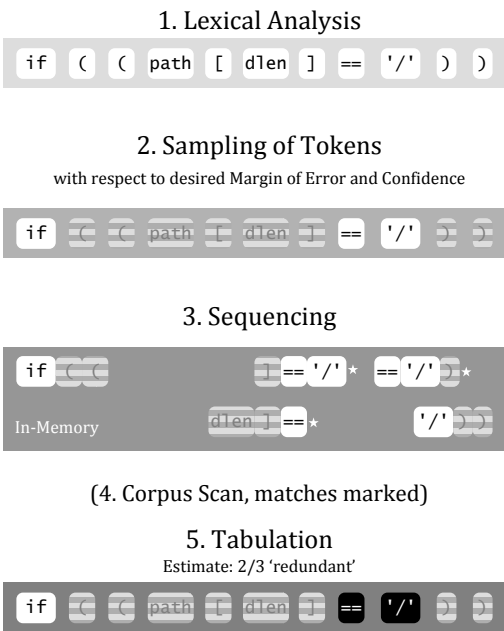 1. Lexical Analysis
if ( ( path [ dlen ] == '/' ) )
2. Sampling of Tokens
with respect to desired Margin of Error and Confidence
if ( ( path [ dlen ] == '/' ) )
3. Sequencing
if ( ( ] == '/' ★ == '/' ) ★
In-Memory dlen ] == ★ '/' ) )
(4. Corpus Scan, matches marked)
5. Tabulation
Estimate: 2/3 ‘redundant’
if ( ( path [ dlen ] == '/' ) )